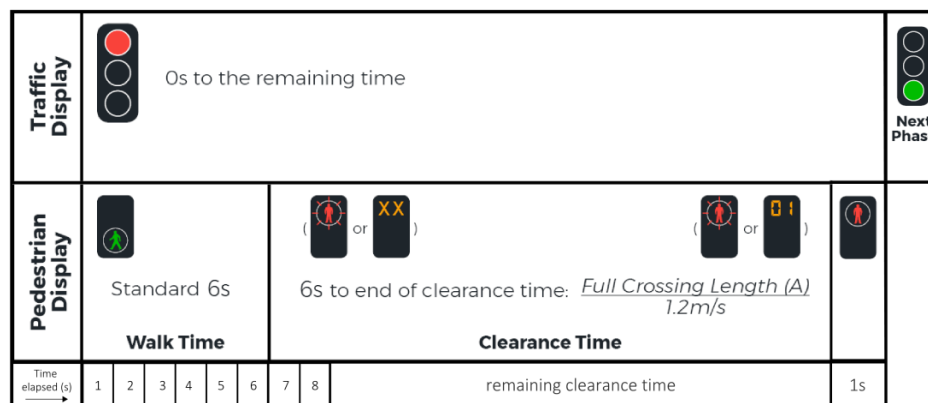 Traffic
Display
0s to the remaining time
Next
Phas
Pedestrian
Display
Standard 6s
Walk Time
( or XX )
( or 01 )
6s to end of clearance time: Full Crossing Length (A)
1.2m/s
Clearance Time
Time
elapsed (s)
1 2 3 4 5 6 7 8 remaining clearance time 1s